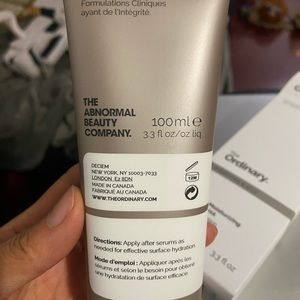 Formulations Cliniques
ayant de l'Intégrité.
THE
ABNORMAL
BEAUTY
COMPANY.
100ml e
3.3 fl/oz liq
DECIEM
NEW YORK, NY 10003-7033
LONDON, E2 8DN
MADE IN CANADA
FABRIQUÉ AU CANADA
WWW.THEORDINARY.COM
12M
Directions: Apply after serums as
needed for effective surface hydration.
Mode d'emploi : Appliquer après les
sérums et selon le besoin pour obtenir
une hydratation de surface efficace.
The
Ordinary.
Moisturizing
HA
3.3 fl